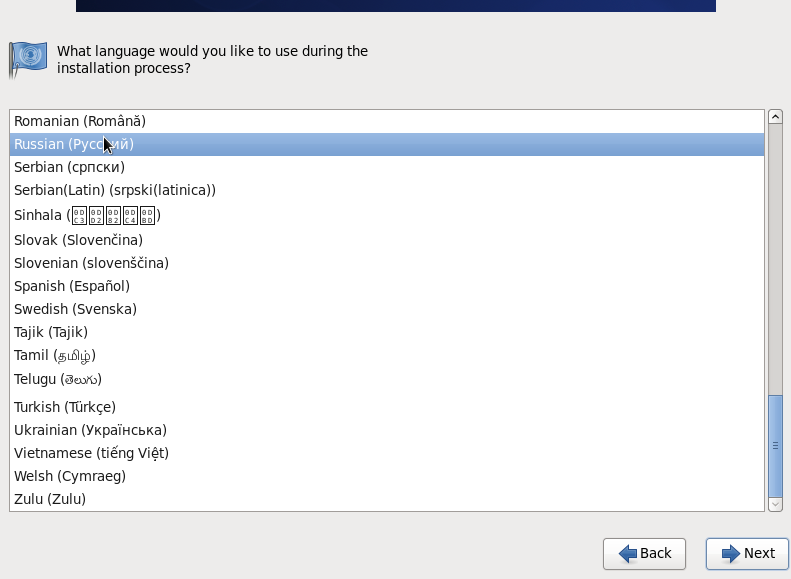 What language would you like to use during the
installation process?
Romanian (Română)
Russian (Русский)
Serbian (српски)
Serbian(Latin) (srpski(latinica))
Sinhala ()
Slovak (Slovenčina)
Slovenian (slovenščina)
Spanish (Español)
Swedish (Svenska)
Tajik (Tajik)
Tamil (தமிழ்)
Telugu (తెలుగు)
Turkish (Türkçe)
Ukrainian (Українська)
Vietnamese (tiếng Việt)
Welsh (Cymraeg)
Zulu (Zulu)
Back
Next